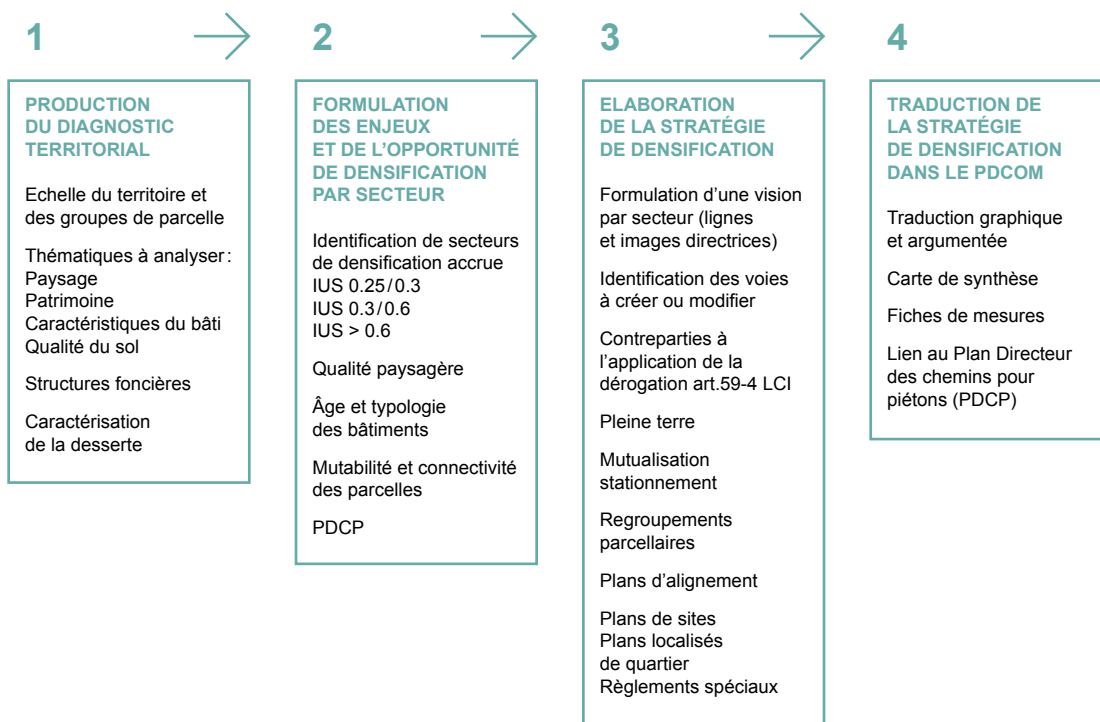 1
PRODUCTION
DU DIAGNOSTIC
TERRITORIAL
Echelle du territoire et
des groupes de parcelle
Thématiques à analyser :
Paysage
Patrimoine
Caractéristiques du bâti
Qualité du sol
Structures foncières
Caractérisation
de la desserte
2
FORMULATION
DES ENJEUX
ET DE L’OPPORTUNITÉ
DE DENSIFICATION
PAR SECTEUR
Identification de secteurs
de densification accrue
IUS 0.25/0.3
IUS 0.3/0.6
IUS > 0.6
Qualité paysagère
Âge et typologie
des bâtiments
Mutabilité et connectivité
des parcelles
PDCP
3
ELABORATION
DE LA STRATÉGIE
DE DENSIFICATION
Formulation d’une vision
par secteur (lignes
et images directrices)
Identification des voies
à créer ou modifier
Contreparties à
l’application de la
dérogation art.59-4 LCI
Pleine terre
Mutualisation
stationnement
Regroupements
parcellaires
Plans d’alignement
Plans de sites
Plans localisés
de quartier
Règlements spéciaux
4
TRADUCTION DE
LA STRATÉGIE
DE DENSIFICATION
DANS LE PDCOM
Traduction graphique
et argumentée
Carte de synthèse
Fiches de mesures
Lien au Plan Directeur
des chemins pour
piétons (PDCP)